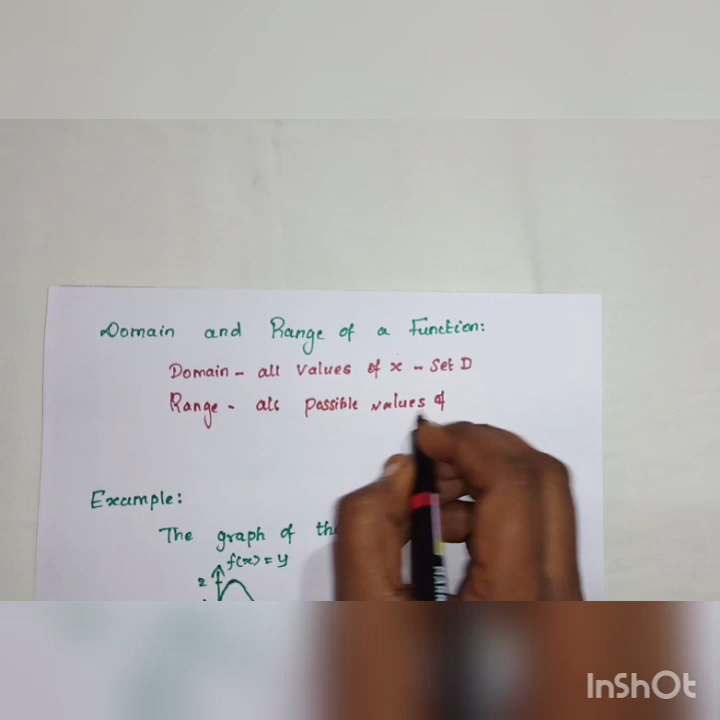 Domain and Range of a Function:
Domain - all values of x - Set D
Range - all possible values of
Example:
The graph of th
f(x) = y
2
InShOt